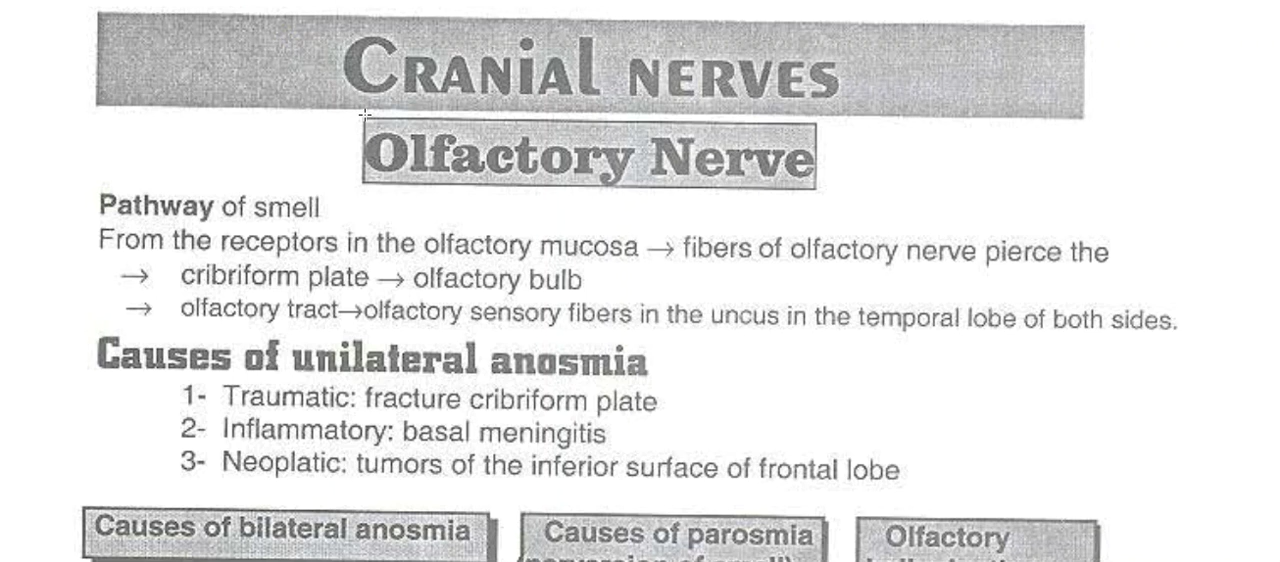 CRANIAL NERVES
Olfactory Nerve
Pathway of smell
From the receptors in the olfactory mucosa → fibers of olfactory nerve pierce the
→ cribriform plate → olfactory bulb
→ olfactory tract→olfactory sensory fibers in the uncus in the temporal lobe of both sides.
Causes of unilateral anosmia
1- Traumatic: fracture cribriform plate
2- Inflammatory: basal meningitis
3- Neoplatic: tumors of the inferior surface of frontal lobe
Causes of bilateral anosmia
Causes of parosmia
Olfactory